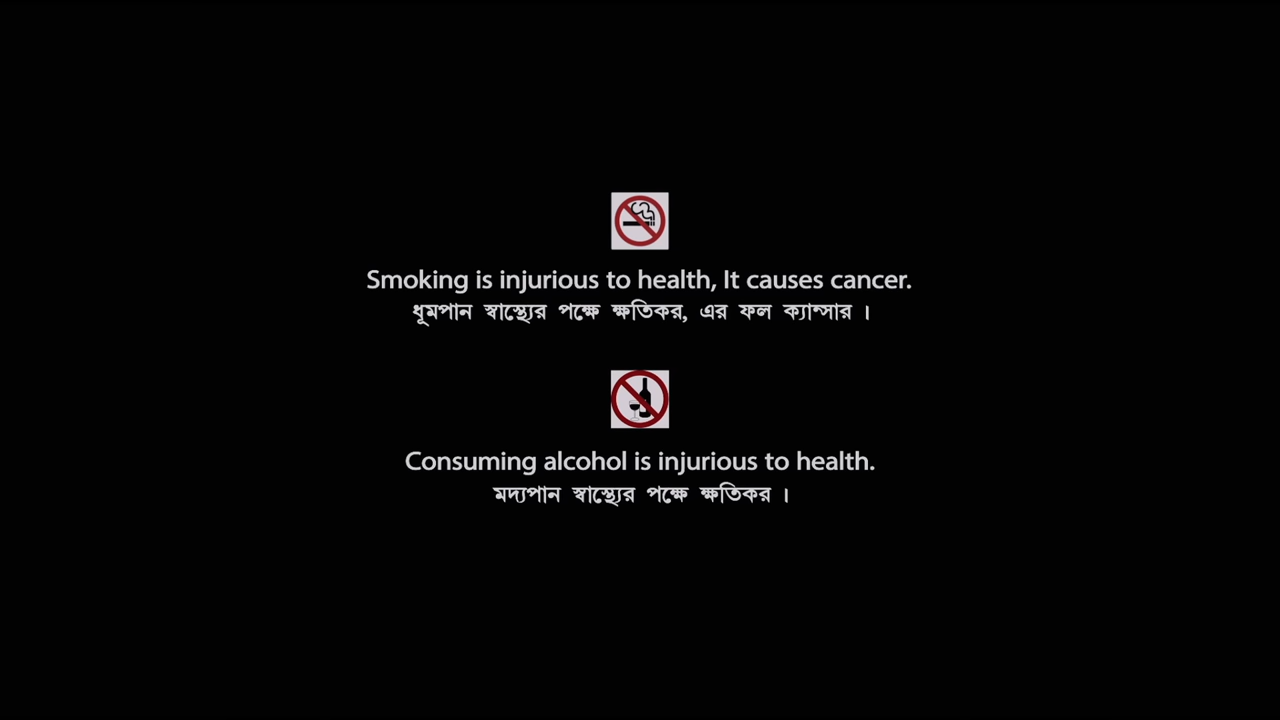 Smoking is injurious to health, It causes cancer.
ধূমপান স্বাস্থ্যের পক্ষে ক্ষতিকর, এর ফল ক্যান্সার ।
Consuming alcohol is injurious to health.
মদ্যপান স্বাস্থ্যের পক্ষে ক্ষতিকর ।